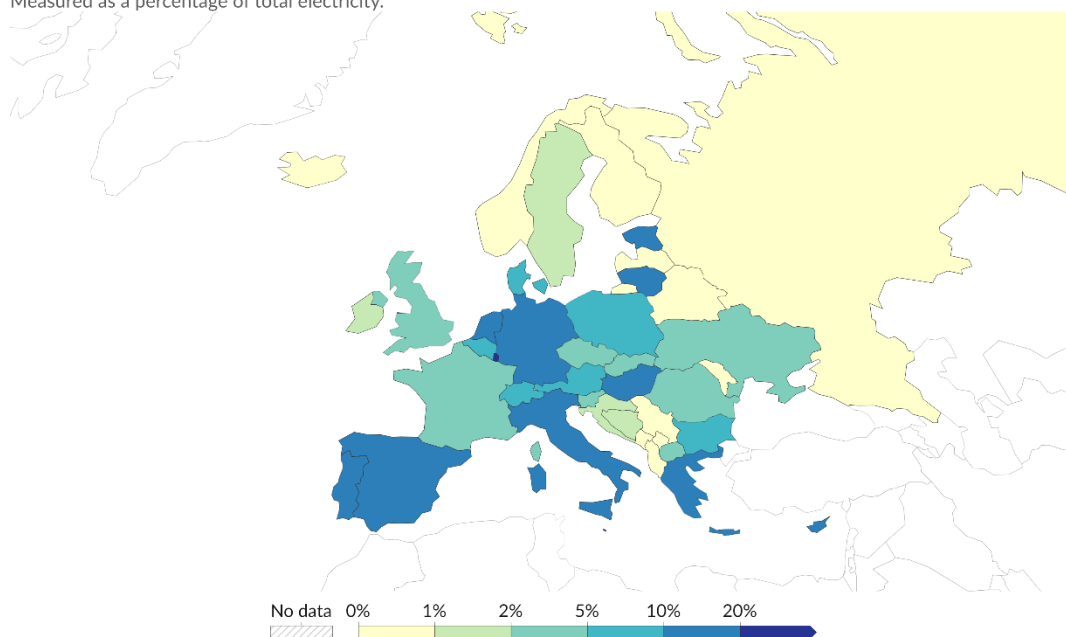 Measured as a percentage of total electricity.
No data 0% 1% 2% 5% 10% 20%